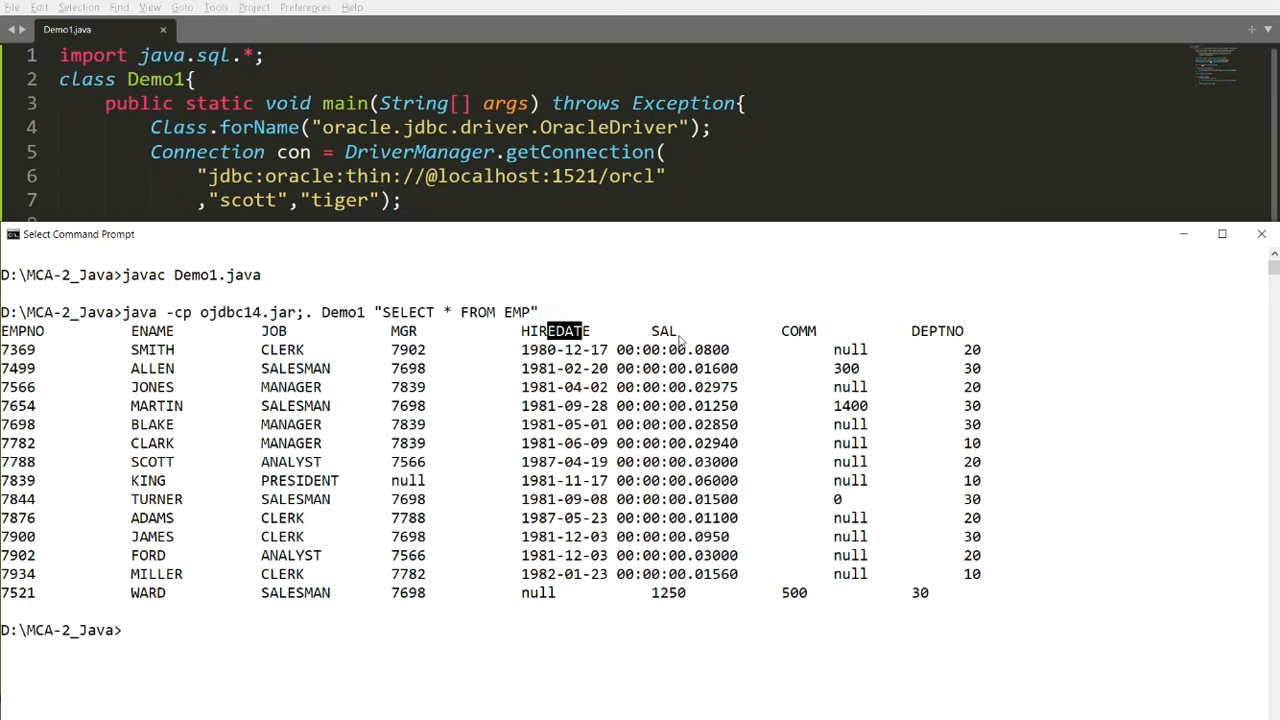 File Edit Selection Find View Goto Tools Project Preferences Help
Demo1.java
1 import java.sql.*;
2 class Demo1{
3 public static void main(String[] args) throws Exception{
4 Class.forName("oracle.jdbc.driver.OracleDriver");
5 Connection con = DriverManager.getConnection(
6 "jdbc:oracle:thin://@localhost:1521/orcl"
7 ,"scott","tiger");
Select Command Prompt
D:\MCA-2_Java>javac Demo1.java
D:\MCA-2_Java>java -cp ojdbc14.jar;. Demo1 "SELECT * FROM EMP"
EMPNO ENAME JOB MGR HIREDATE SAL COMM DEPTNO
7369 SMITH CLERK 7902 1980-12-17 00:00:00.0800 null 20
7499 ALLEN SALESMAN 7698 1981-02-20 00:00:00.01600 300 30
7566 JONES MANAGER 7839 1981-04-02 00:00:00.02975 null 20
7654 MARTIN SALESMAN 7698 1981-09-28 00:00:00.01250 1400 30
7698 BLAKE MANAGER 7839 1981-05-01 00:00:00.02850 null 30
7782 CLARK MANAGER 7839 1981-06-09 00:00:00.02940 null 10
7788 SCOTT ANALYST 7566 1987-04-19 00:00:00.03000 null 20
7839 KING PRESIDENT null 1981-11-17 00:00:00.06000 null 10
7844 TURNER SALESMAN 7698 1981-09-08 00:00:00.01500 0 30
7876 ADAMS CLERK 7788 1987-05-23 00:00:00.01100 null 20
7900 JAMES CLERK 7698 1981-12-03 00:00:00.0950 null 30
7902 FORD ANALYST 7566 1981-12-03 00:00:00.03000 null 20
7934 MILLER CLERK 7782 1982-01-23 00:00:00.01560 null 10
7521 WARD SALESMAN 7698 null 1250 500 30
D:\MCA-2_Java>